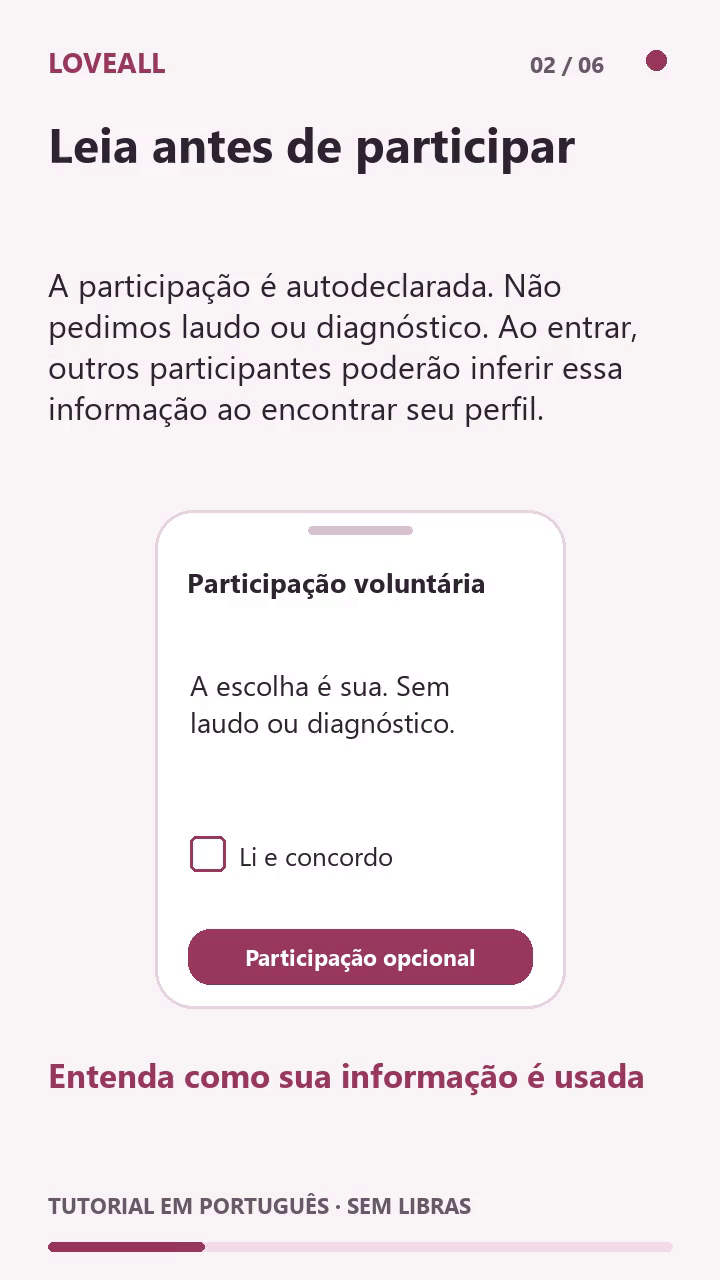 LOVEALL
02 / 06
Leia antes de participar
A participação é autodeclarada. Não
pedimos laudo ou diagnóstico. Ao entrar,
outros participantes poderão inferir essa
informação ao encontrar seu perfil.
Participação voluntária
A escolha é sua. Sem
laudo ou diagnóstico.
Li e concordo
Participação opcional
Entenda como sua informação é usada
TUTORIAL EM PORTUGUÊS · SEM LIBRAS